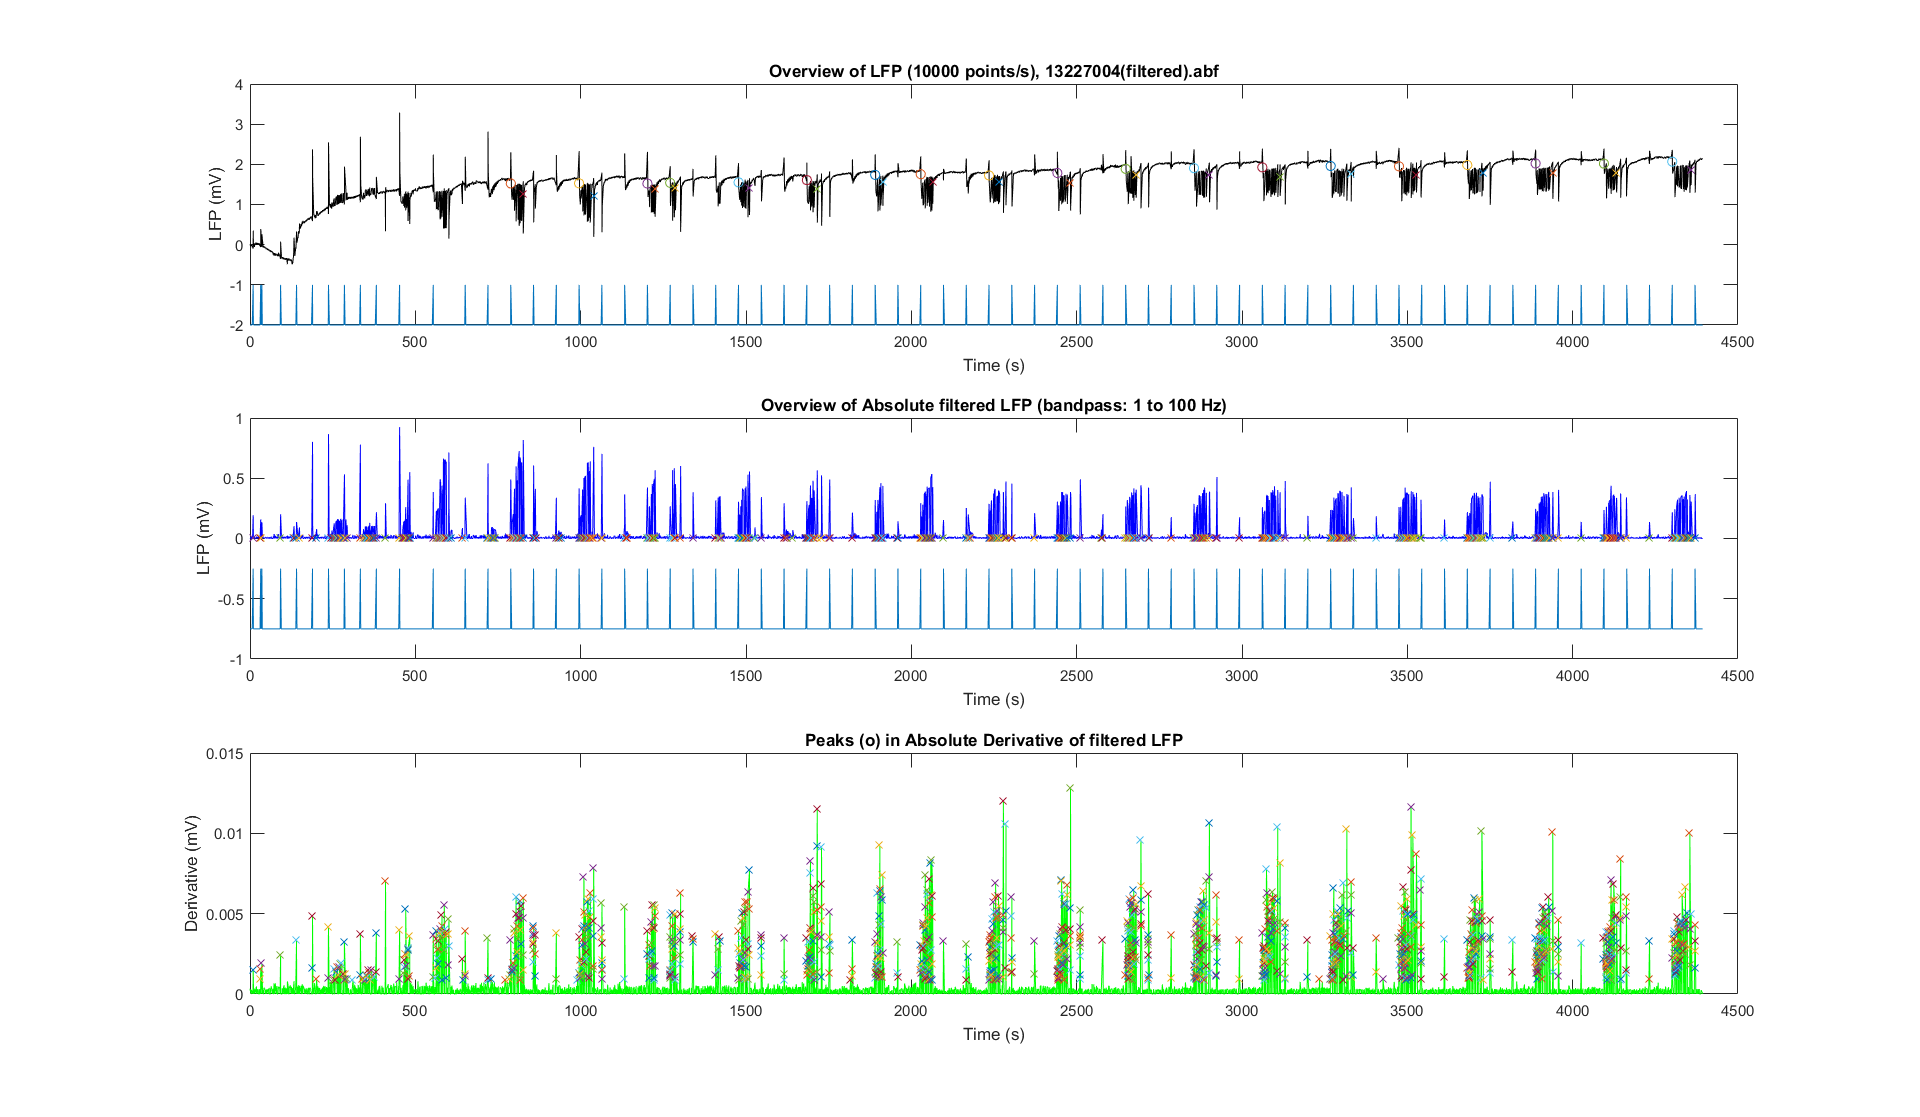 Overview of LFP (10000 points/s), 13227004(filtered).abf
4
3
2
1
0
-1
-2
LFP (mV)
0 500 1000 1500 2000 2500 3000 3500 4000 4500
Time (s)
Overview of Absolute filtered LFP (bandpass: 1 to 100 Hz)
1
0.5
0
-0.5
-1
LFP (mV)
0 500 1000 1500 2000 2500 3000 3500 4000 4500
Time (s)
Peaks (o) in Absolute Derivative of filtered LFP
0.015
0.01
0.005
0
Derivative (mV)
0 500 1000 1500 2000 2500 3000 3500 4000 4500
Time (s)